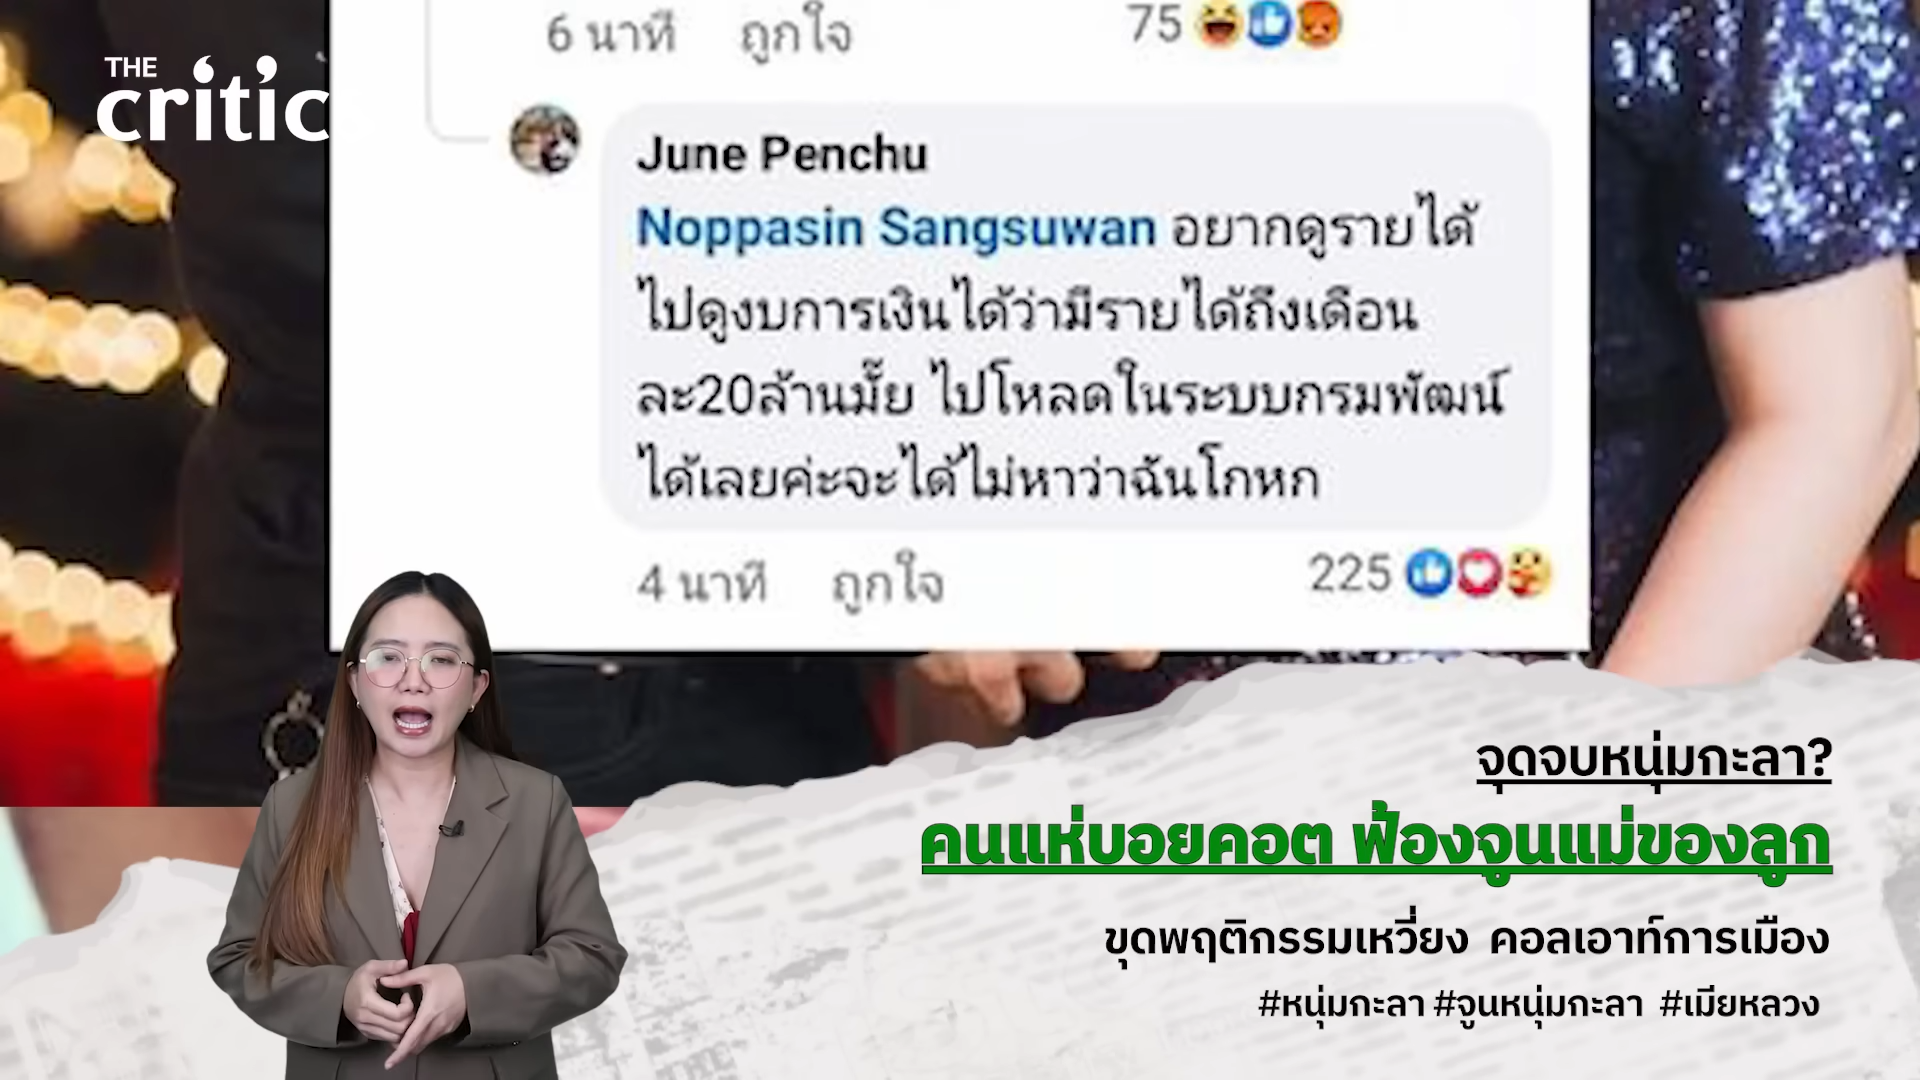 THE
critic
6 นาที ถูกใจ 75
June Penchu
Noppasin Sangsuwan อยากดูรายได้
ไปดูงบการเงินได้ว่ามีรายได้ถึงเดือน
ละ20ล้านมั๊ย ไปโหลดในระบบกรมพัฒน์
ได้เลยค่ะจะได้ไม่หาว่าฉันโกหก
4 นาที ถูกใจ 225
จุดจบหนุ่มกะลา?
คนแห่บอยคอต ฟ้องจูนแม่ของลูก
ขุดพฤติกรรมเหวี่ยง คอลเอาท์การเมือง
#หนุ่มกะลา #จูนหนุ่มกะลา #เมียหลวง